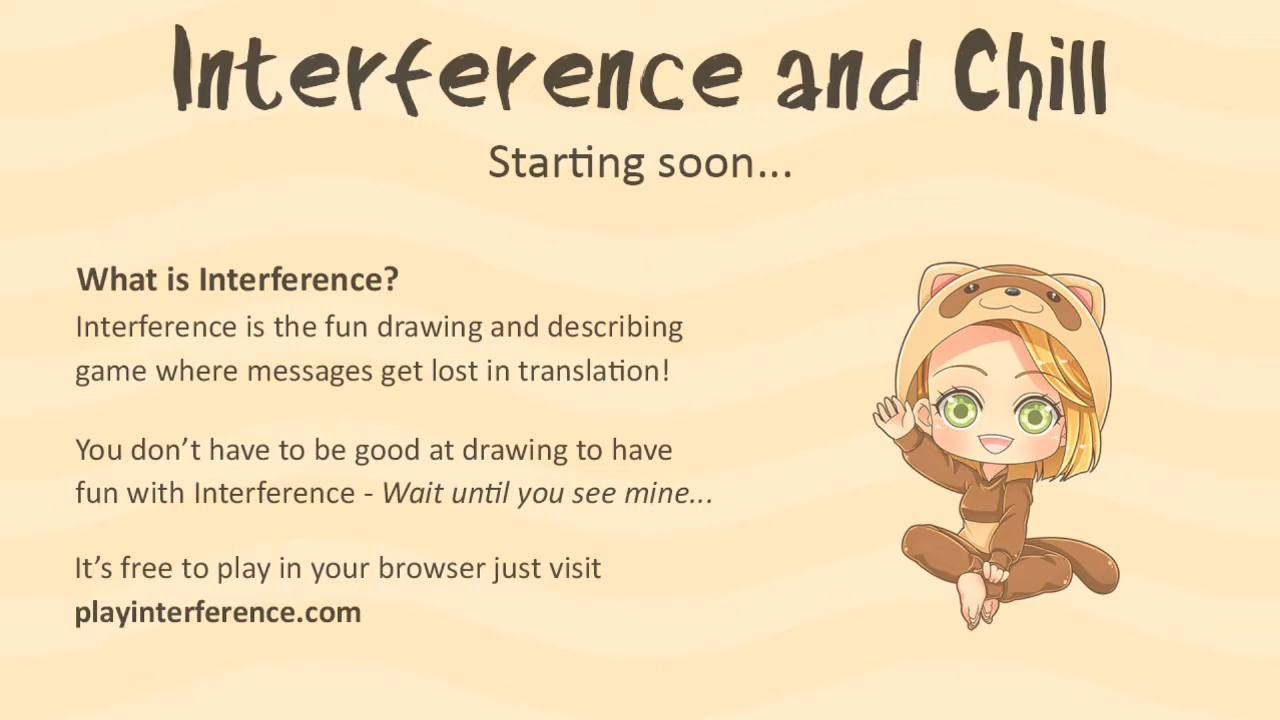 Interference and Chill
Starting soon...
What is Interference?
Interference is the fun drawing and describing
game where messages get lost in translation!
You don’t have to be good at drawing to have
fun with Interference - Wait until you see mine...
It’s free to play in your browser just visit
playinterference.com